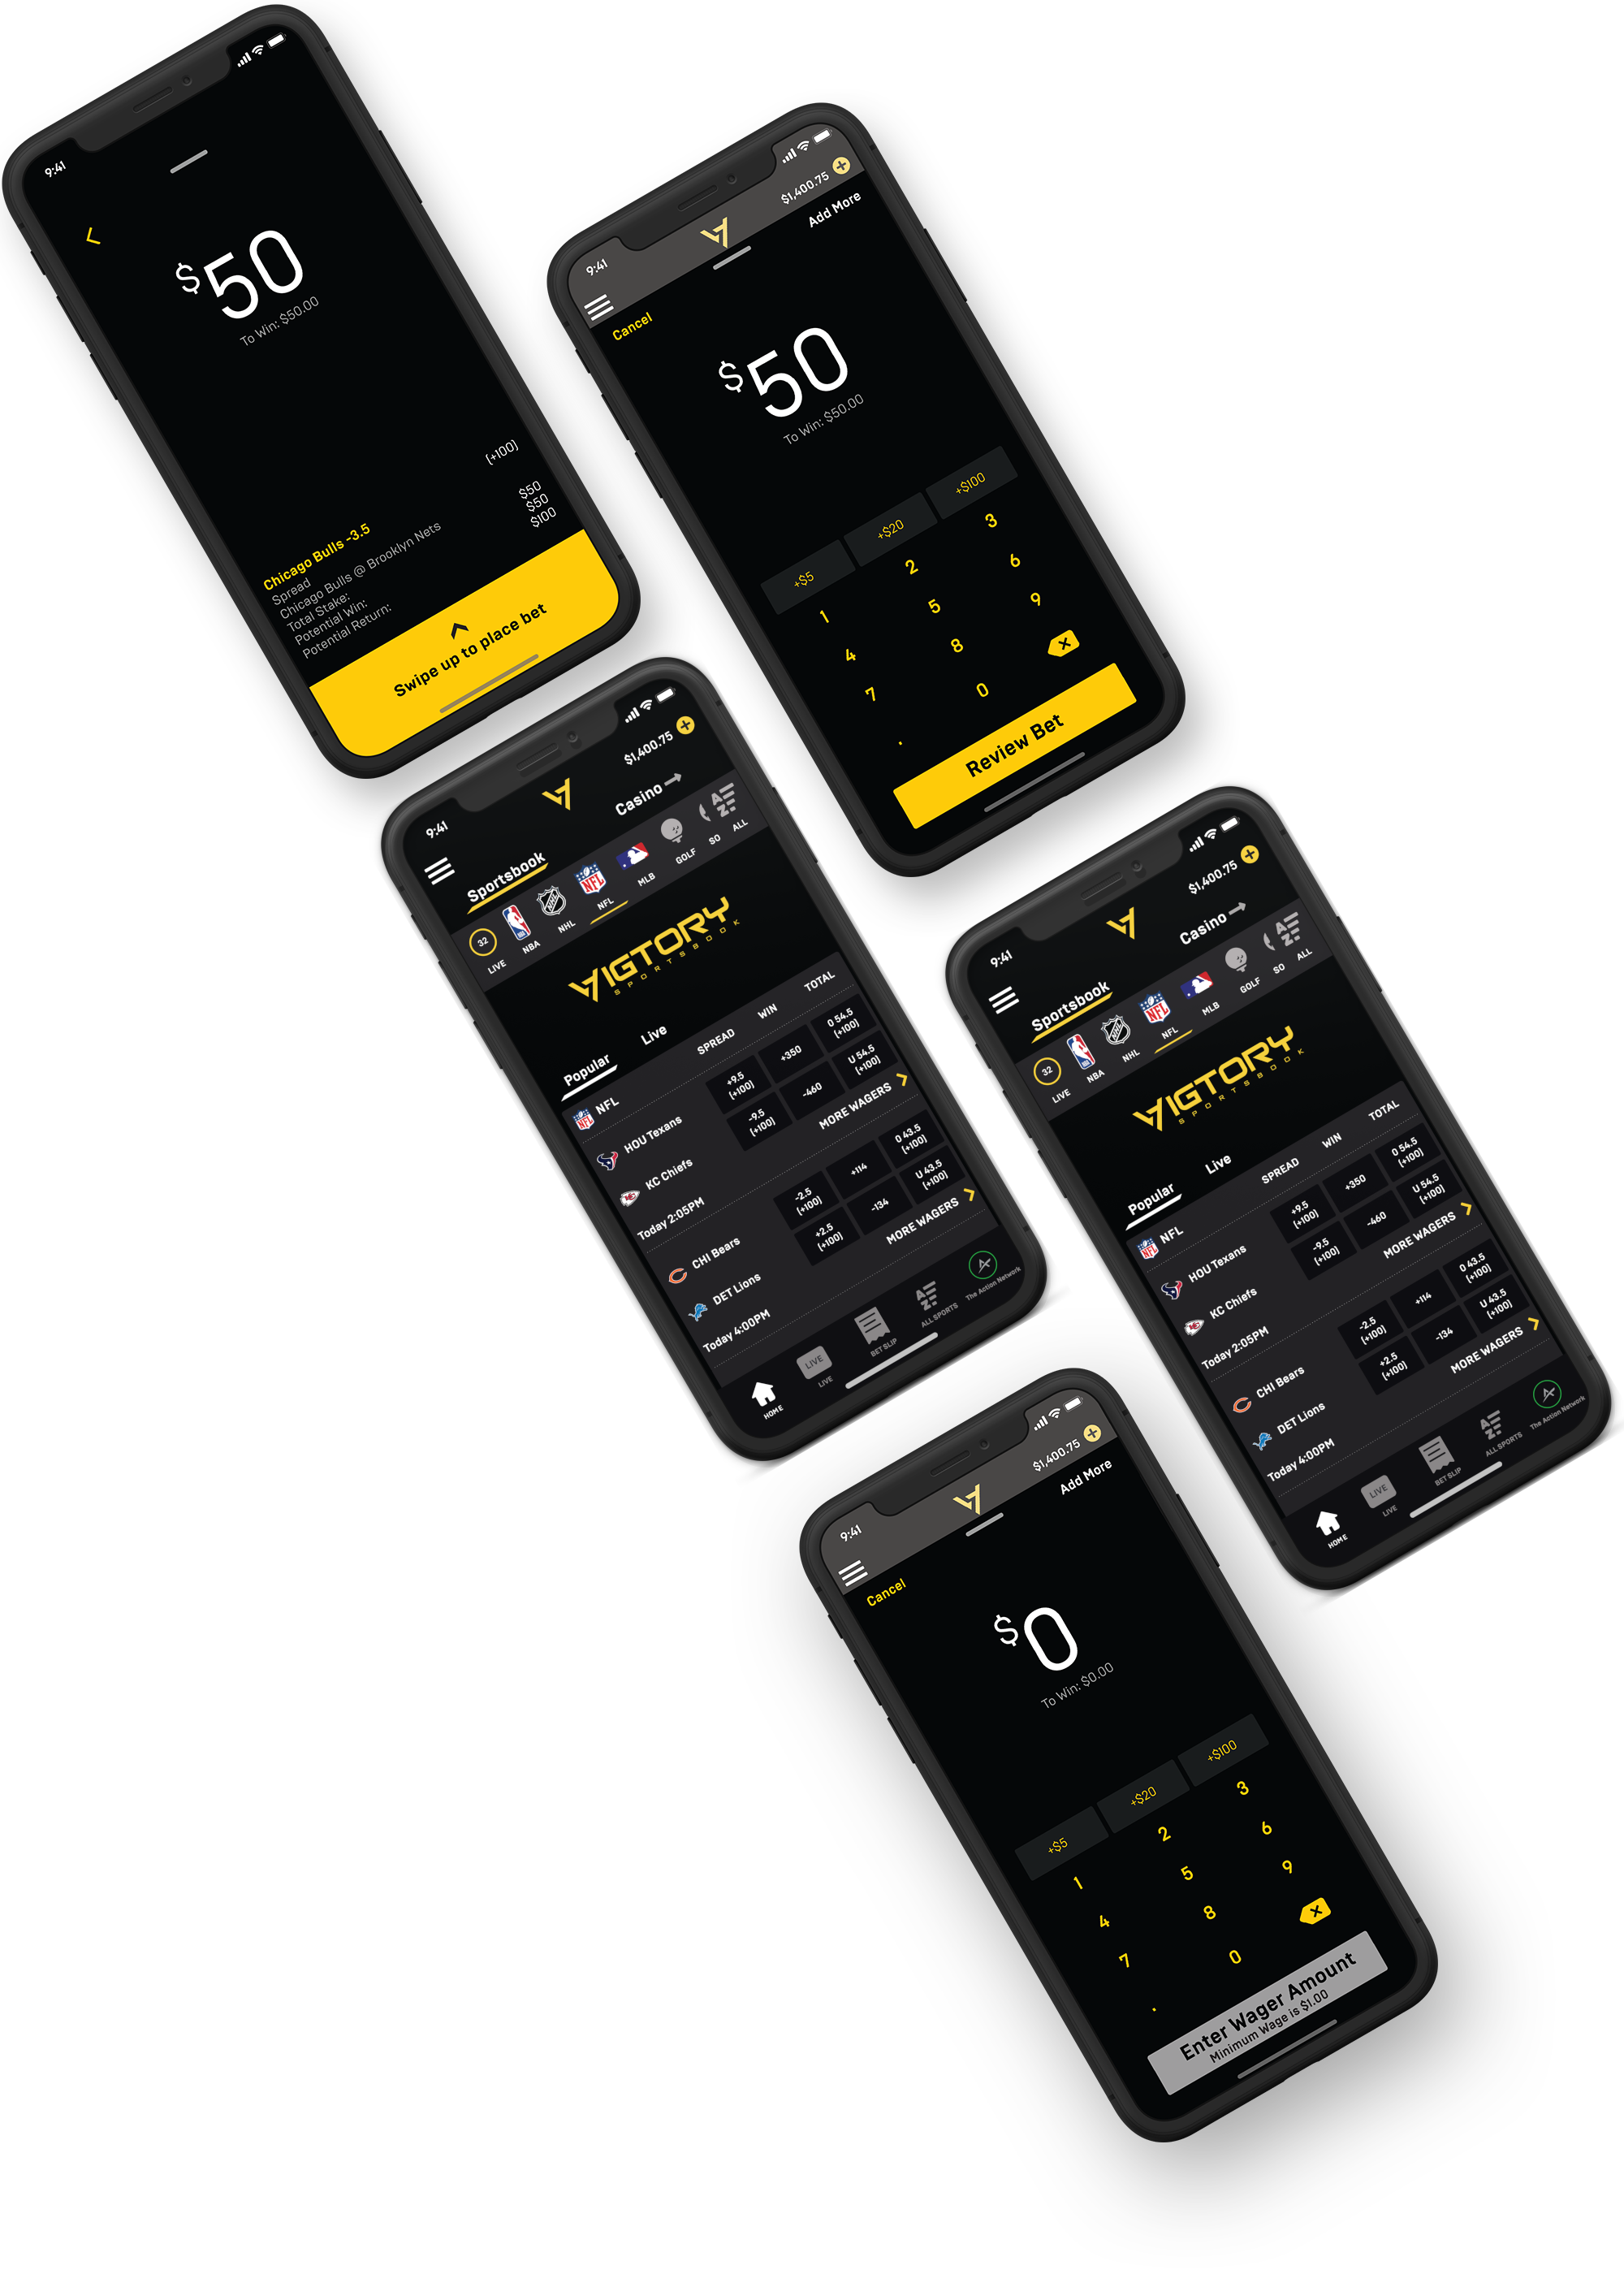 9:41
$50
To Win: $50.00
Chicago Bulls -3.5 (+100)
Spread
Chicago Bulls @ Brooklyn Nets
Total Stake: $50
Potential Win: $50
Potential Return: $100
Swipe up to place bet
9:41
$1,400.75
Cancel
Add More
$50
To Win: $50.00
+$5 +$20 +$100
1 2 3
4 5 6
7 8 9
. 0
Review Bet
9:41
$1,400.75
Sportsbook Casino
32
LIVE NBA NHL NFL MLB GOLF SO ALL
VIGTORY
SPORTSBOOK
Popular Live
NFL SPREAD WIN TOTAL
HOU Texans +9.5 (+100) +350 O 54.5 (+100)
KC Chiefs -9.5 (+100) -460 U 54.5 (+100)
Today 2:05PM MORE WAGERS
CHI Bears -2.5 (+100) +114 O 43.5 (+100)
DET Lions +2.5 (+100) -134 U 43.5 (+100)
Today 4:00PM MORE WAGERS
LIVE
HOME LIVE BET SLIP ALL SPORTS The Action Network
9:41
$1,400.75
Sportsbook Casino
32
LIVE NBA NHL NFL MLB GOLF SO ALL
VIGTORY
SPORTSBOOK
Popular Live
NFL SPREAD WIN TOTAL
HOU Texans +9.5 (+100) +350 O 54.5 (+100)
KC Chiefs -9.5 (+100) -460 U 54.5 (+100)
Today 2:05PM MORE WAGERS
CHI Bears -2.5 (+100) +114 O 43.5 (+100)
DET Lions +2.5 (+100) -134 U 43.5 (+100)
Today 4:00PM MORE WAGERS
LIVE
HOME LIVE BET SLIP ALL SPORTS The Action Network
9:41
$1,400.75
Cancel
Add More
$0
To Win: $0.00
+$5 +$20 +$100
1 2 3
4 5 6
7 8 9
. 0
Enter Wager Amount
Minimum Wage is $1.00